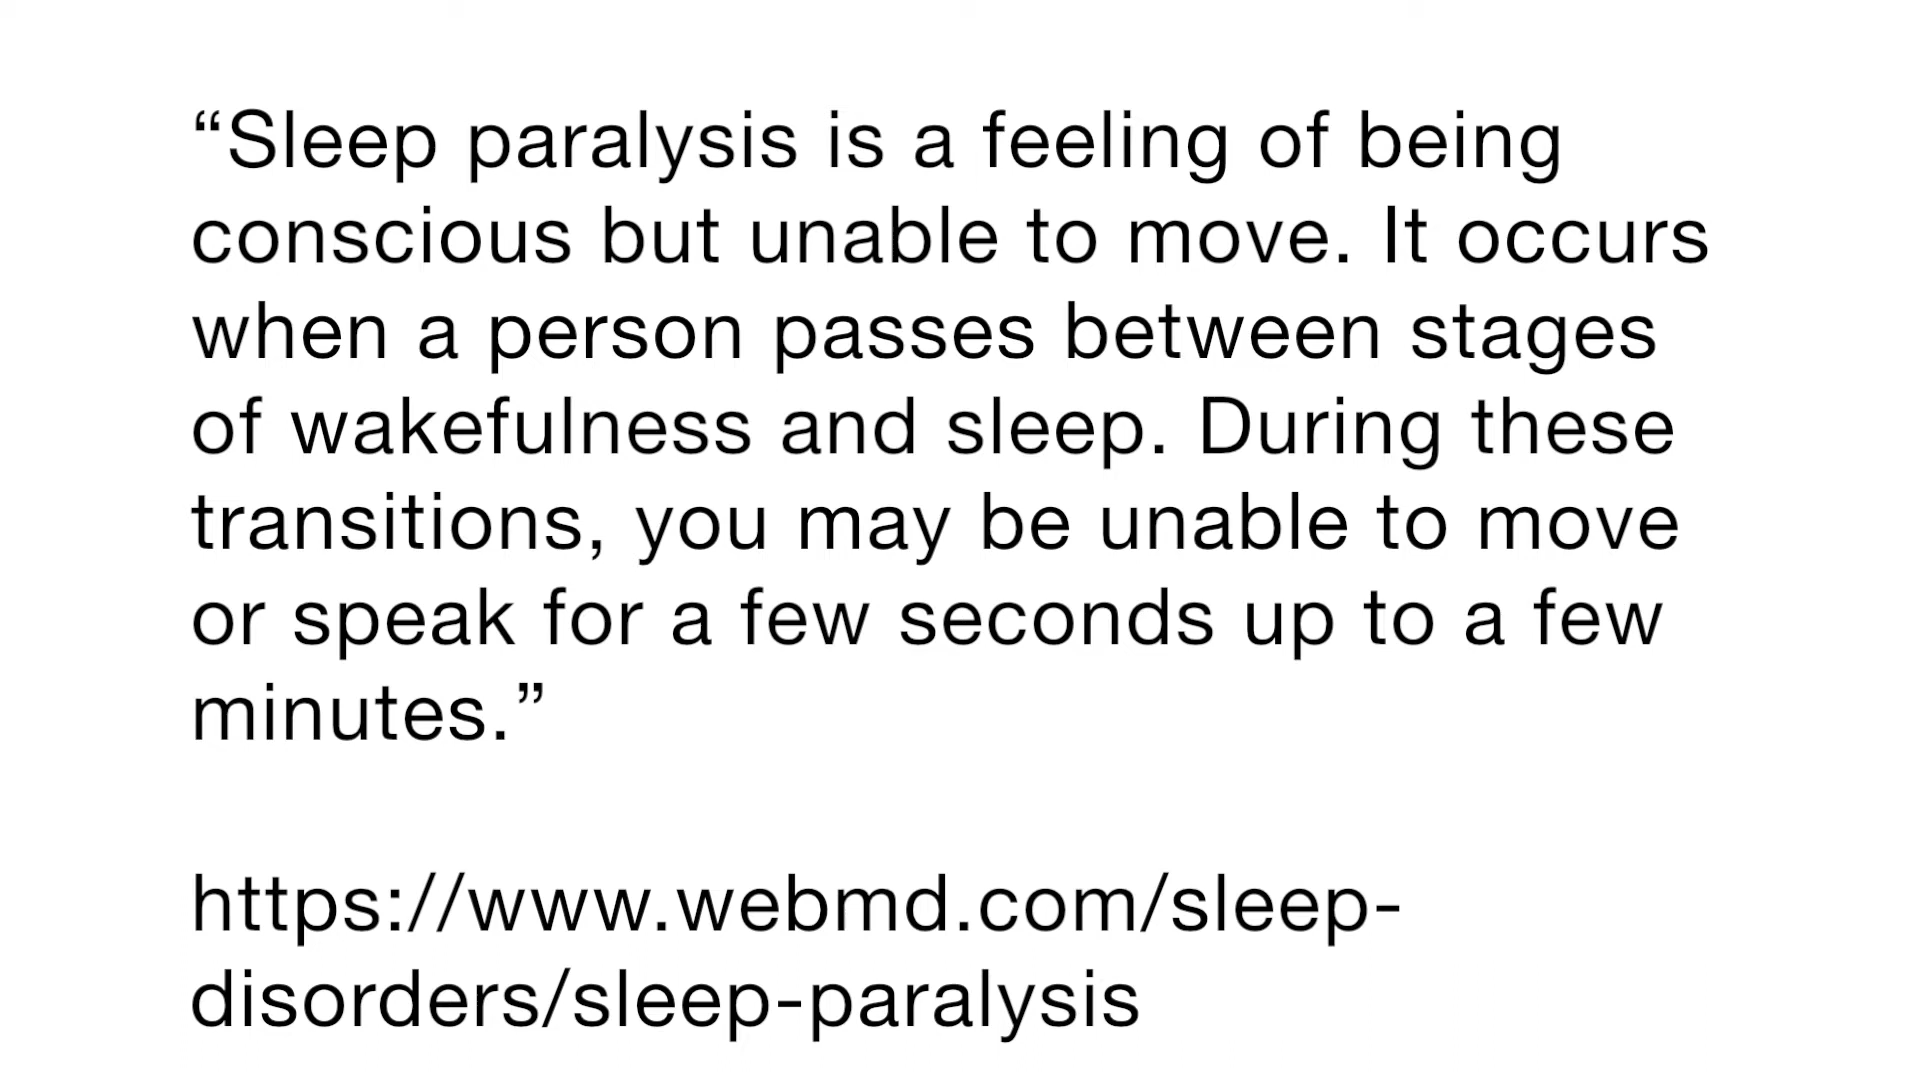 “Sleep paralysis is a feeling of being
conscious but unable to move. It occurs
when a person passes between stages
of wakefulness and sleep. During these
transitions, you may be unable to move
or speak for a few seconds up to a few
minutes.”
https://www.webmd.com/sleep-
disorders/sleep-paralysis